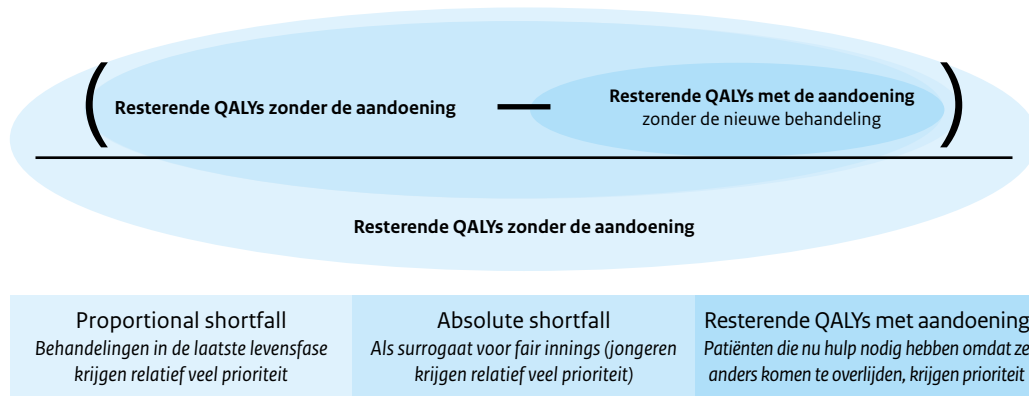 ( Resterende QALYs zonder de aandoening — Resterende QALYs met de aandoening )
zonder de nieuwe behandeling
Resterende QALYs zonder de aandoening
Proportional shortfall
Behandelingen in de laatste levensfase
krijgen relatief veel prioriteit
Absolute shortfall
Als surrogaat voor fair innings (jongeren
krijgen relatief veel prioriteit)
Resterende QALYs met aandoening
Patiënten die nu hulp nodig hebben omdat ze
anders komen te overlijden, krijgen prioriteit